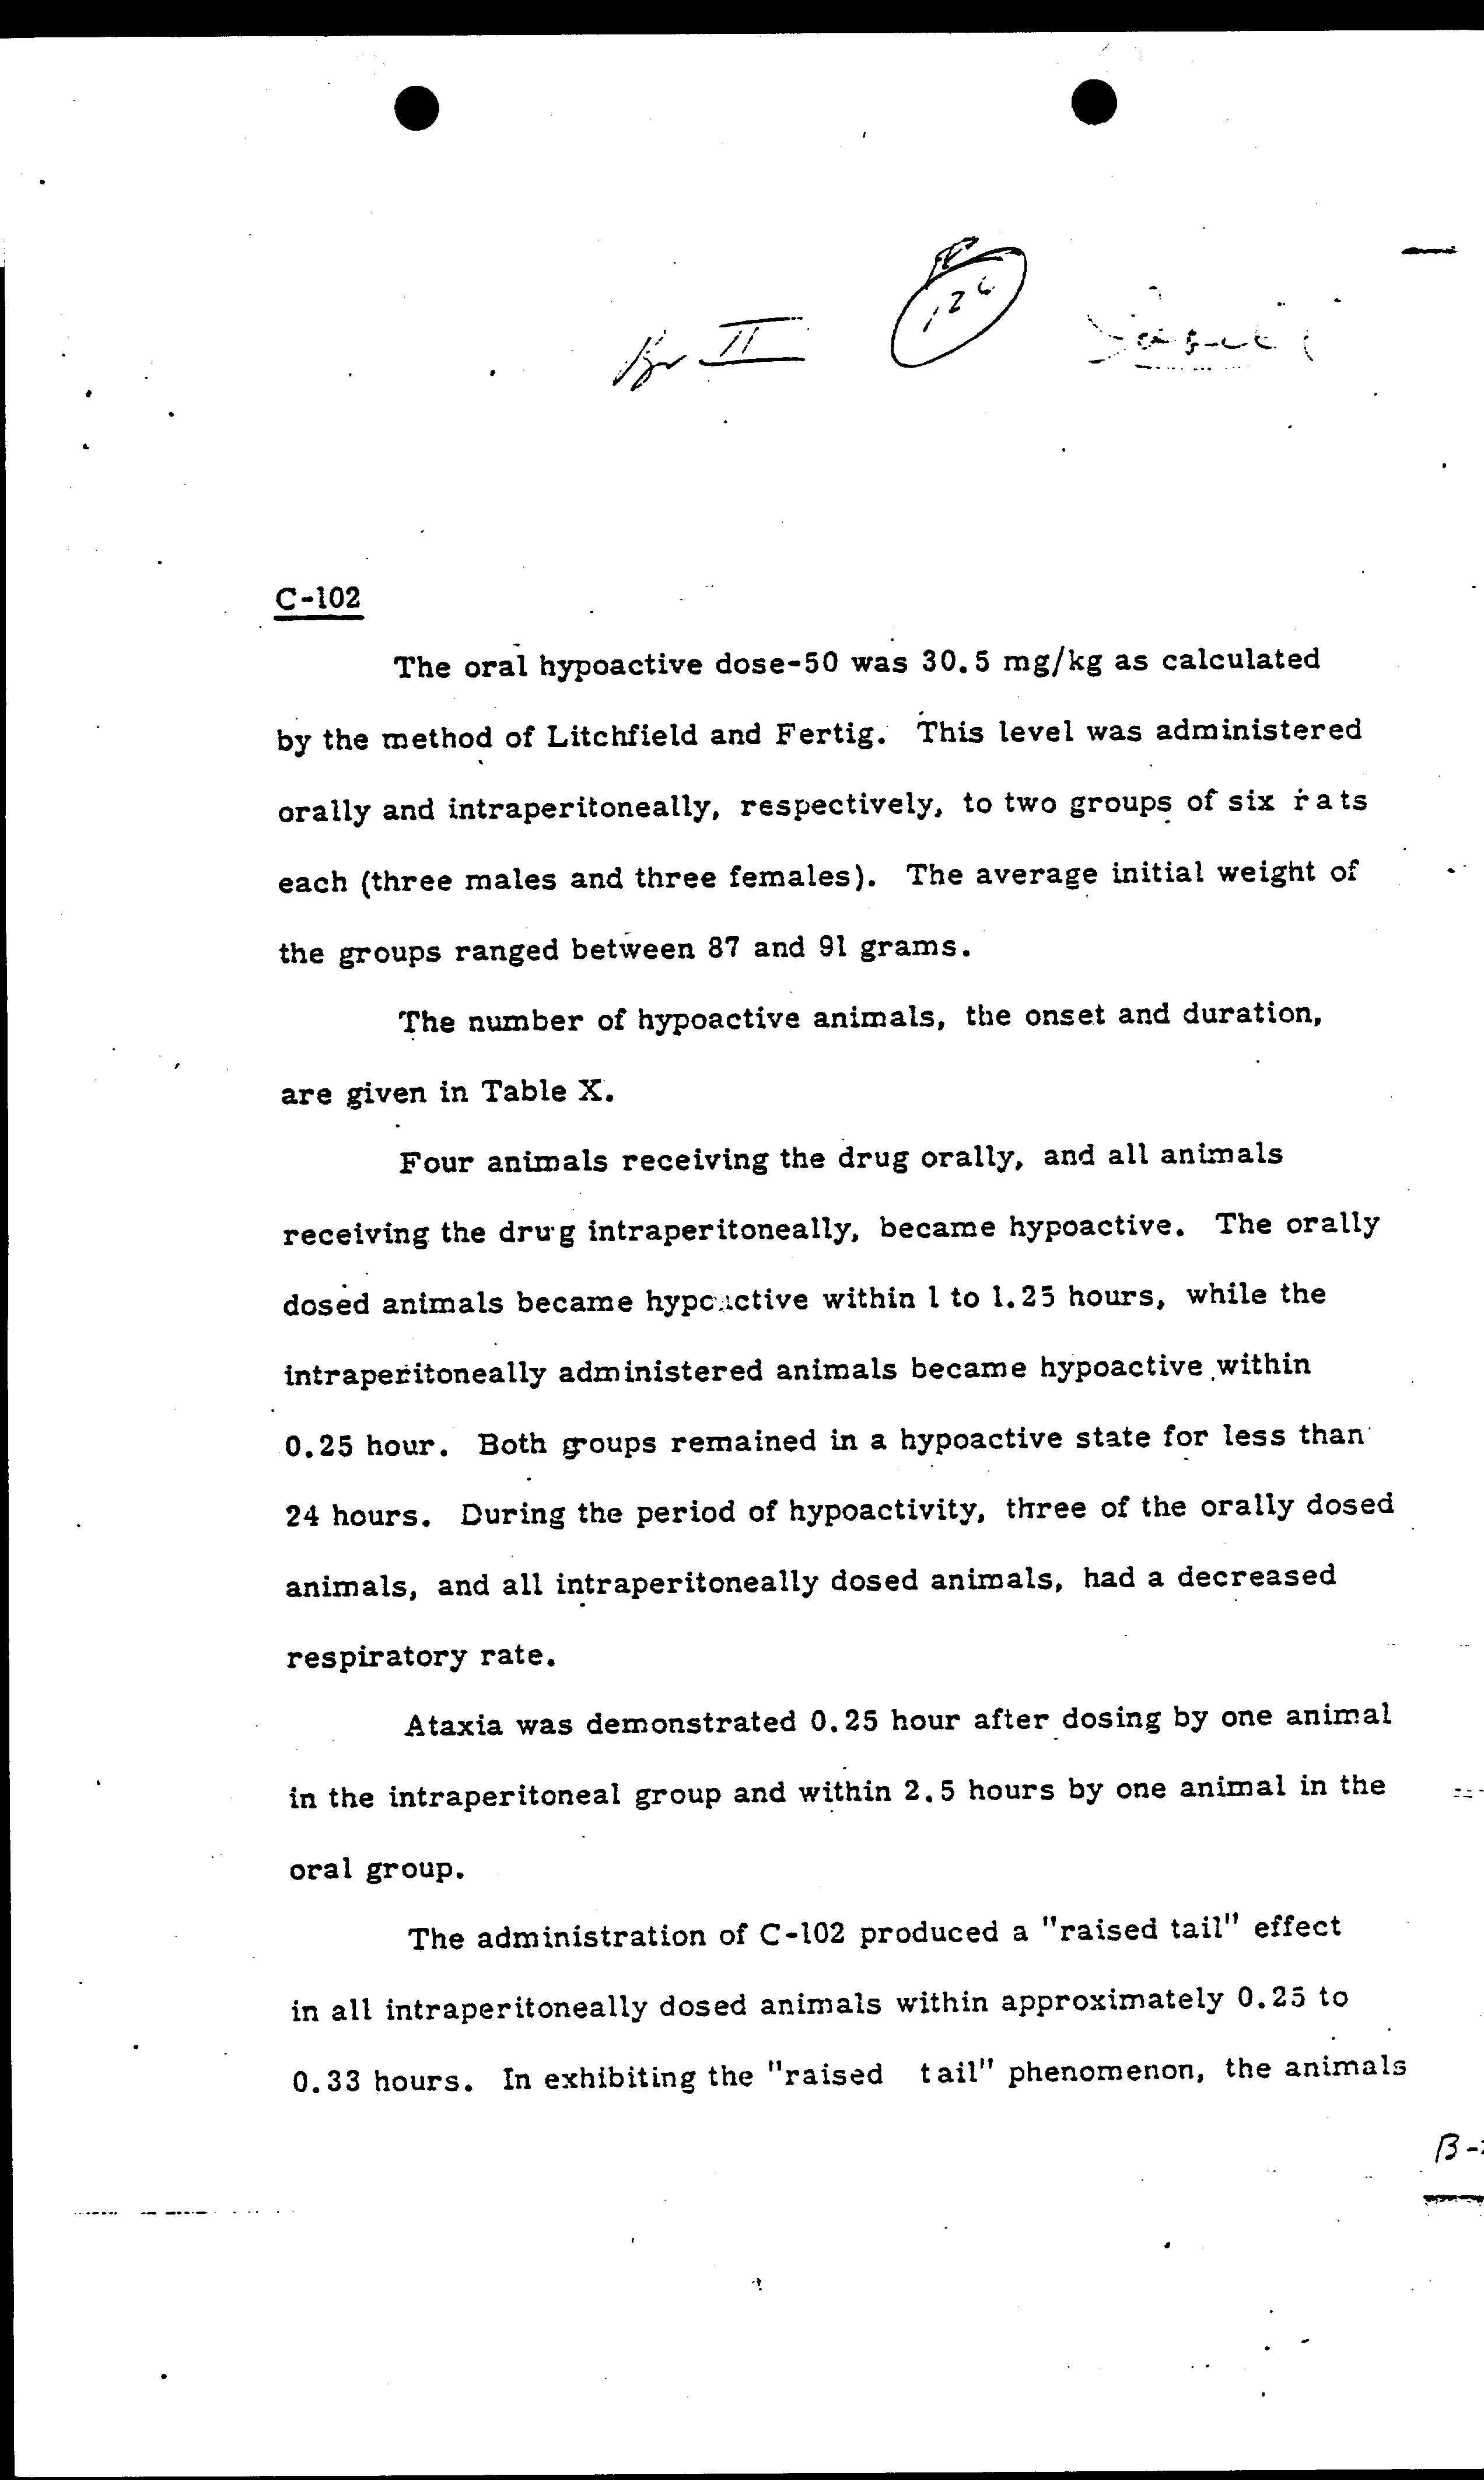 II
C-102
The oral hypoactive dose-50 was 30.5 mg/kg as calculated
by the method of Litchfield and Fertig. This level was administered
orally and intraperitoneally, respectively, to two groups of six rats
each (three males and three females). The average initial weight of
the groups ranged between 87 and 91 grams.
The number of hypoactive animals, the onset and duration,
are given in Table X.
Four animals receiving the drug orally, and all animals
receiving the drug intraperitoneally, became hypoactive. The orally
dosed animals became hypoactive within 1 to 1.25 hours, while the
intraperitoneally administered animals became hypoactive within
0.25 hour. Both groups remained in a hypoactive state for less than
24 hours. During the period of hypoactivity, three of the orally dosed
animals, and all intraperitoneally dosed animals, had a decreased
respiratory rate.
Ataxia was demonstrated 0.25 hour after dosing by one animal
in the intraperitoneal group and within 2.5 hours by one animal in the
oral group.
The administration of C-102 produced a "raised tail" effect
in all intraperitoneally dosed animals within approximately 0.25 to
0.33 hours. In exhibiting the "raised tail" phenomenon, the animals
B-